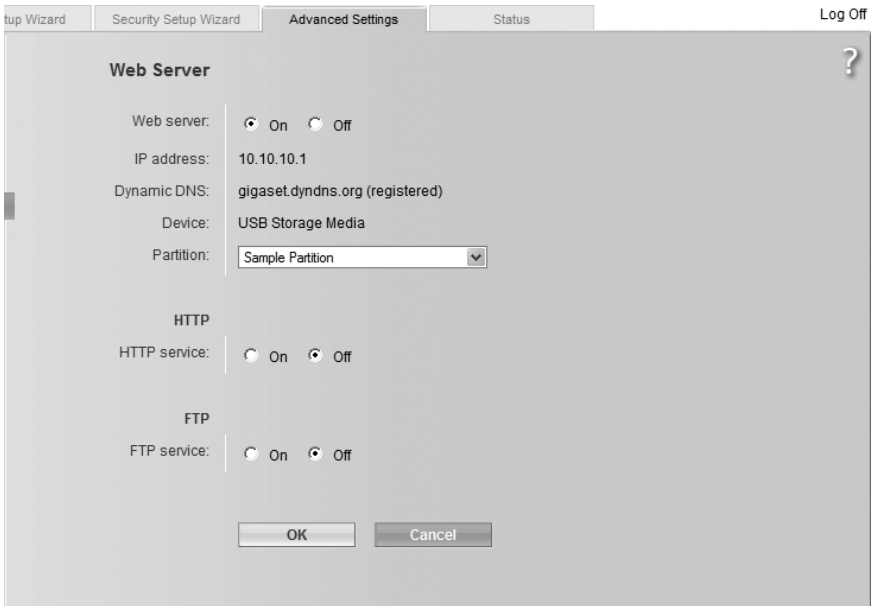 tup Wizard Security Setup Wizard Advanced Settings Status Log Off
?
Web Server
Web server: On Off
IP address: 10.10.10.1
Dynamic DNS: gigaset.dyndns.org (registered)
Device: USB Storage Media
Partition: Sample Partition
HTTP
HTTP service: On Off
FTP
FTP service: On Off
OK Cancel